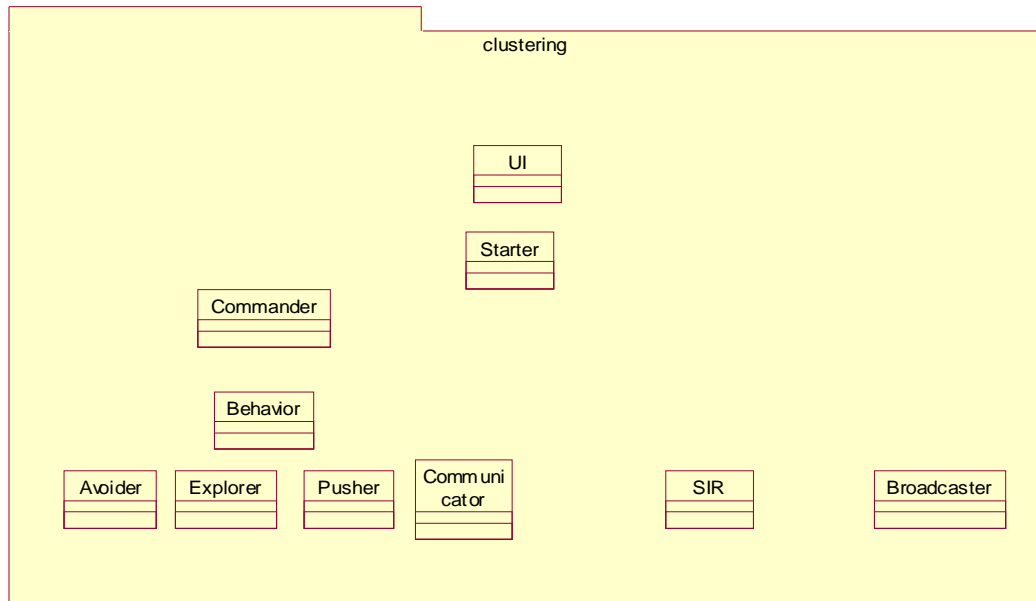 clustering
UI
Starter
Commander
Behavior
Avoider
Explorer
Pusher
Communi
cator
SIR
Broadcaster